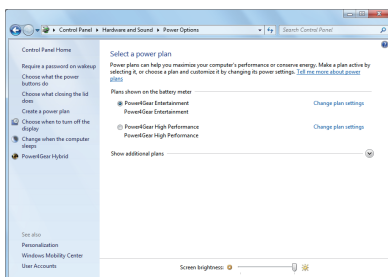 Control Panel ▸ Hardware and Sound ▸ Power Options
Search Control Panel
Control Panel Home
Require a password on wakeup
Choose what the power
buttons do
Choose what closing the lid
does
Create a power plan
Choose when to turn off the
display
Change when the computer
sleeps
Power4Gear Hybrid
See also
Personalization
Windows Mobility Center
User Accounts
Select a power plan
Power plans can help you maximize your computer's performance or conserve energy. Make a plan active by
selecting it, or choose a plan and customize it by changing its power settings. Tell me more about power
plans
Plans shown on the battery meter
Power4Gear Entertainment Change plan settings
Power4Gear Entertainment
Power4Gear High Performance Change plan settings
Power4Gear High Performance
Show additional plans
Screen brightness: